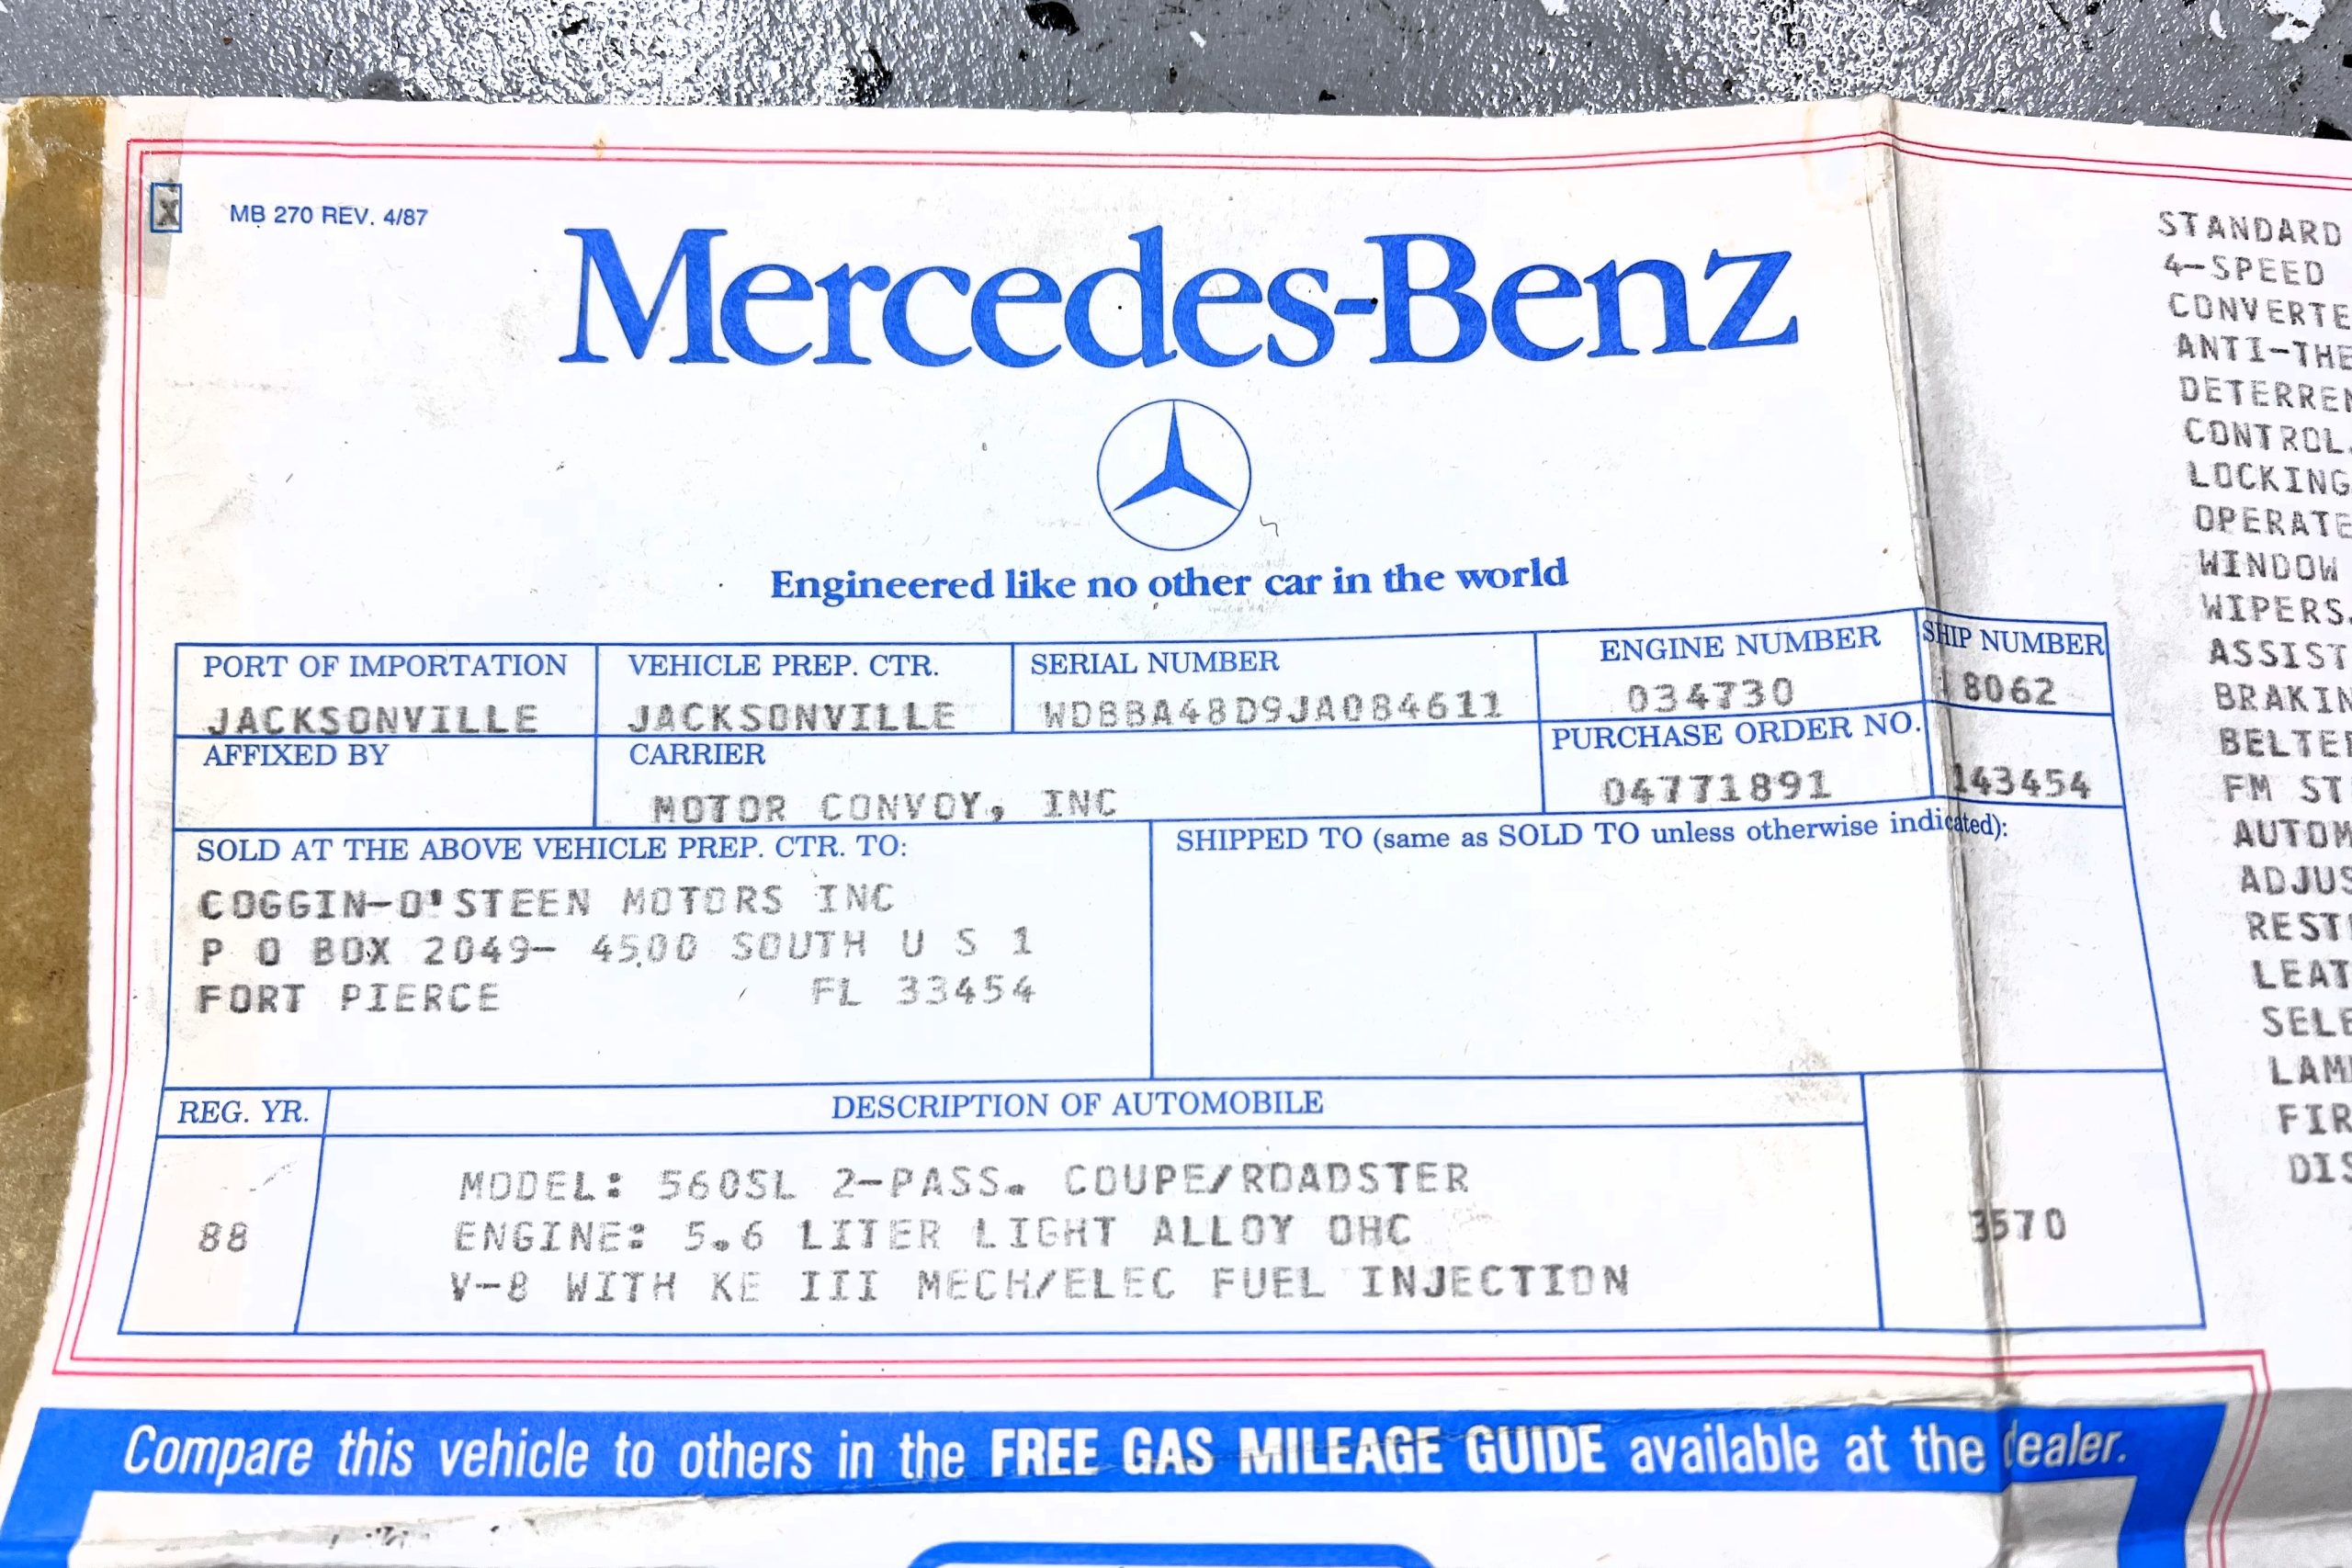 X MB 270 REV. 4/87
Mercedes-Benz
Engineered like no other car in the world
PORT OF IMPORTATION VEHICLE PREP. CTR. SERIAL NUMBER ENGINE NUMBER SHIP NUMBER
JACKSONVILLE JACKSONVILLE WDBBA48D9JA084611 034730 8062
AFFIXED BY CARRIER PURCHASE ORDER NO.
MOTOR CONVOY, INC 04771891 143454
SOLD AT THE ABOVE VEHICLE PREP. CTR. TO: SHIPPED TO (same as SOLD TO unless otherwise indicated):
COGGIN-O'STEEN MOTORS INC
P O BOX 2049- 4500 SOUTH U S 1
FORT PIERCE FL 33454
REG. YR. DESCRIPTION OF AUTOMOBILE
MODEL: 560SL 2-PASS. COUPE/ROADSTER
88 ENGINE: 5.6 LITER LIGHT ALLOY OHC 3570
V-8 WITH KE III MECH/ELEC FUEL INJECTION
STANDARD
4-SPEED
CONVERTE
ANTI-THE
DETERREN
CONTROL,
LOCKING
OPERATE
WINDOW
WIPERS,
ASSIST
BRAKIN
BELTED
FM ST
AUTOM
ADJUS
REST
LEAT
SELE
LAM
FIR
DIS
Compare this vehicle to others in the FREE GAS MILEAGE GUIDE available at the dealer.